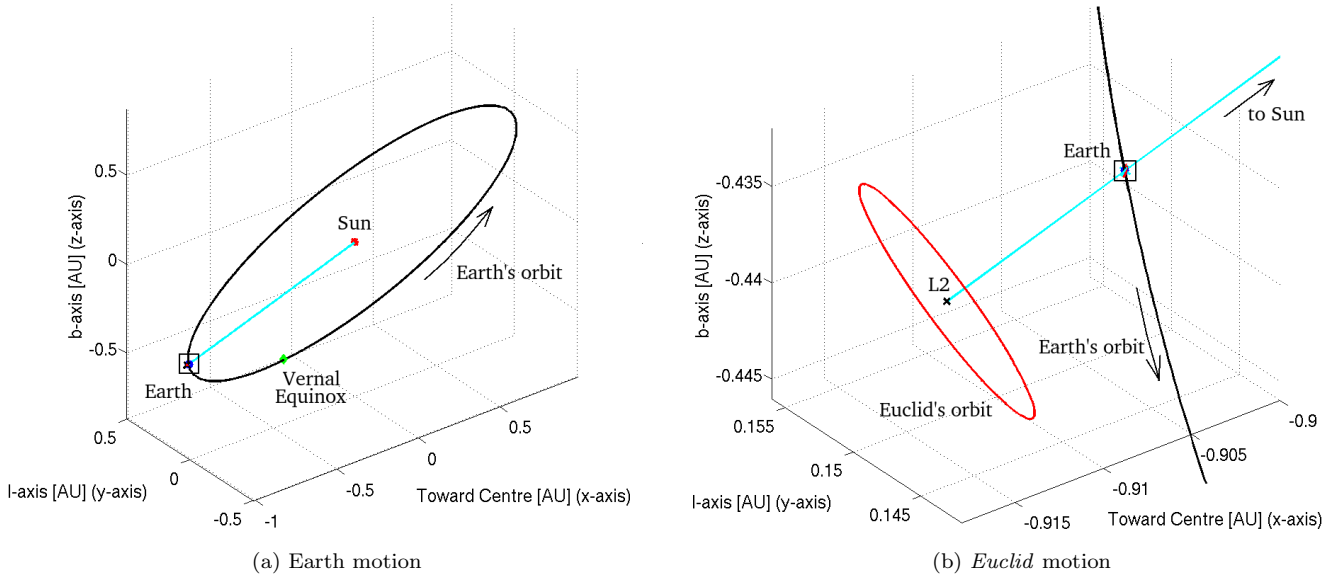 0.5
0
-0.5
b-axis [AU] (z-axis)
Sun
Earth's orbit
Earth
Vernal
Equinox
0.5
0
-0.5
l-axis [AU] (y-axis)
-1
-0.5
0
0.5
Toward Centre [AU] (x-axis)
(a) Earth motion
to Sun
Earth
-0.435
-0.44
-0.445
b-axis [AU] (z-axis)
L2
Earth's orbit
Euclid's orbit
0.155
0.15
0.145
l-axis [AU] (y-axis)
-0.915
-0.91
-0.905
-0.9
Toward Centre [AU] (x-axis)
(b) Euclid motion